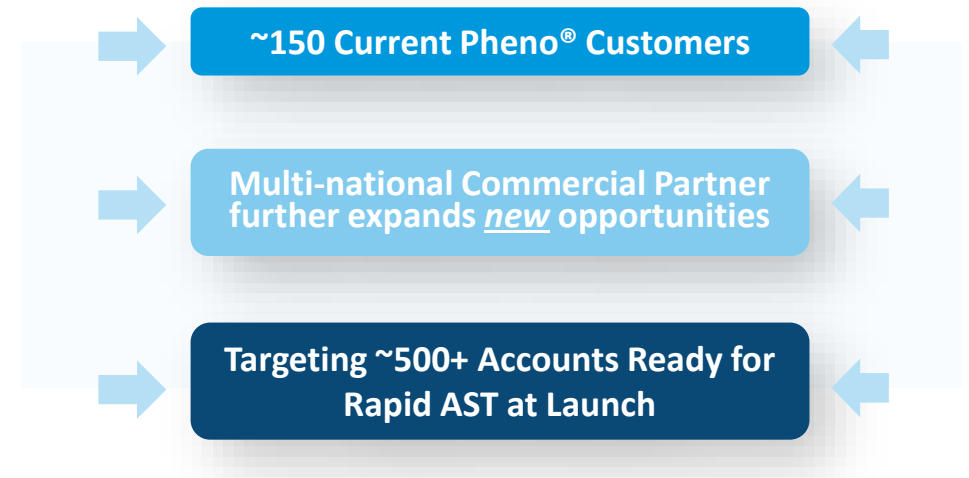 ~150 Current Pheno® Customers
Multi-national Commercial Partner
further expands new opportunities
Targeting ~500+ Accounts Ready for
Rapid AST at Launch